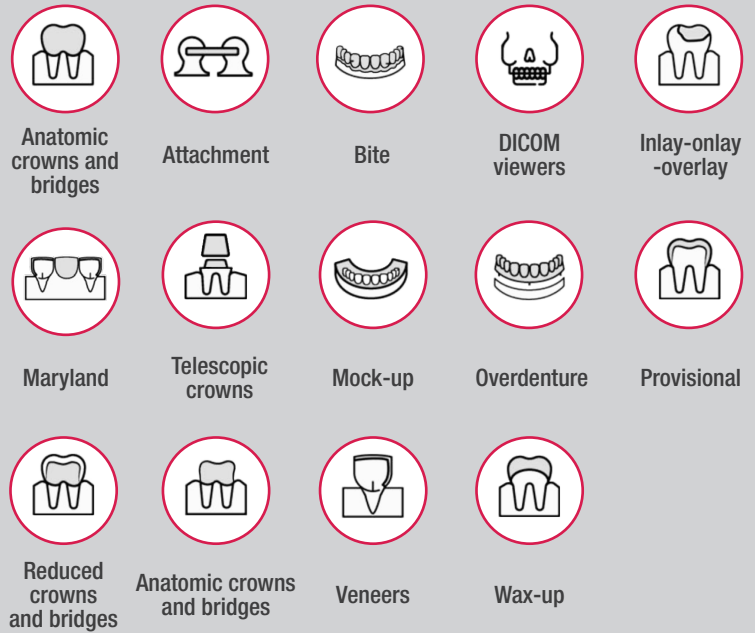 Anatomic
crowns and
bridges
Attachment
Bite
DICOM
viewers
Inlay-onlay
-overlay
Maryland
Telescopic
crowns
Mock-up
Overdenture
Provisional
Reduced
crowns
and bridges
Anatomic crowns
and bridges
Veneers
Wax-up